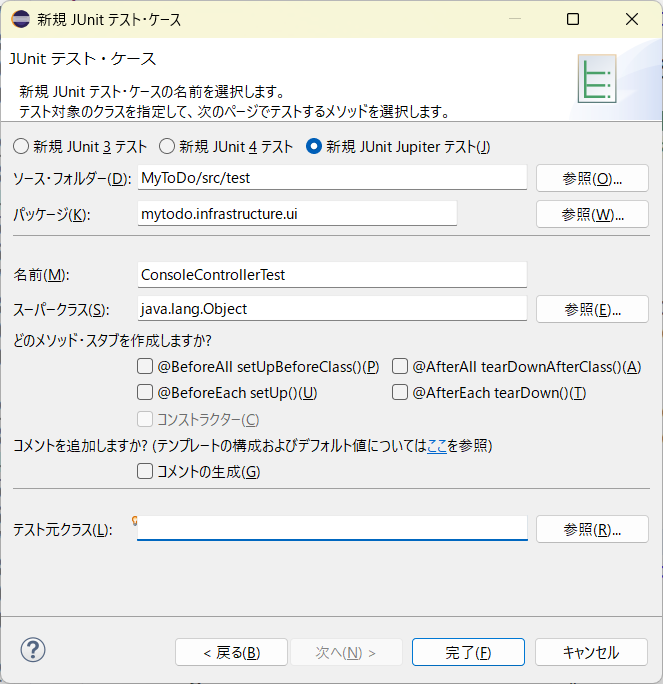 新規 JUnit テスト・ケース
JUnit テスト・ケース
新規 JUnit テスト・ケースの名前を選択します。
テスト対象のクラスを指定して、次のページでテストするメソッドを選択します。
新規 JUnit 3 テスト 新規 JUnit 4 テスト 新規 JUnit Jupiter テスト(J)
ソース・フォルダー(D): MyToDo/src/test 参照(O)...
パッケージ(K): mytodo.infrastructure.ui 参照(W)...
名前(M): ConsoleControllerTest
スーパークラス(S): java.lang.Object 参照(E)...
どのメソッド・スタブを作成しますか?
@BeforeAll setUpBeforeClass()(P) @AfterAll tearDownAfterClass()(A)
@BeforeEach setUp()(U) @AfterEach tearDown()(T)
コンストラクター(C)
コメントを追加しますか? (テンプレートの構成およびデフォルト値についてはここを参照)
コメントの生成(G)
テスト元クラス(L): 参照(R)...
? < 戻る(B) 次へ(N) > 完了(F) キャンセル